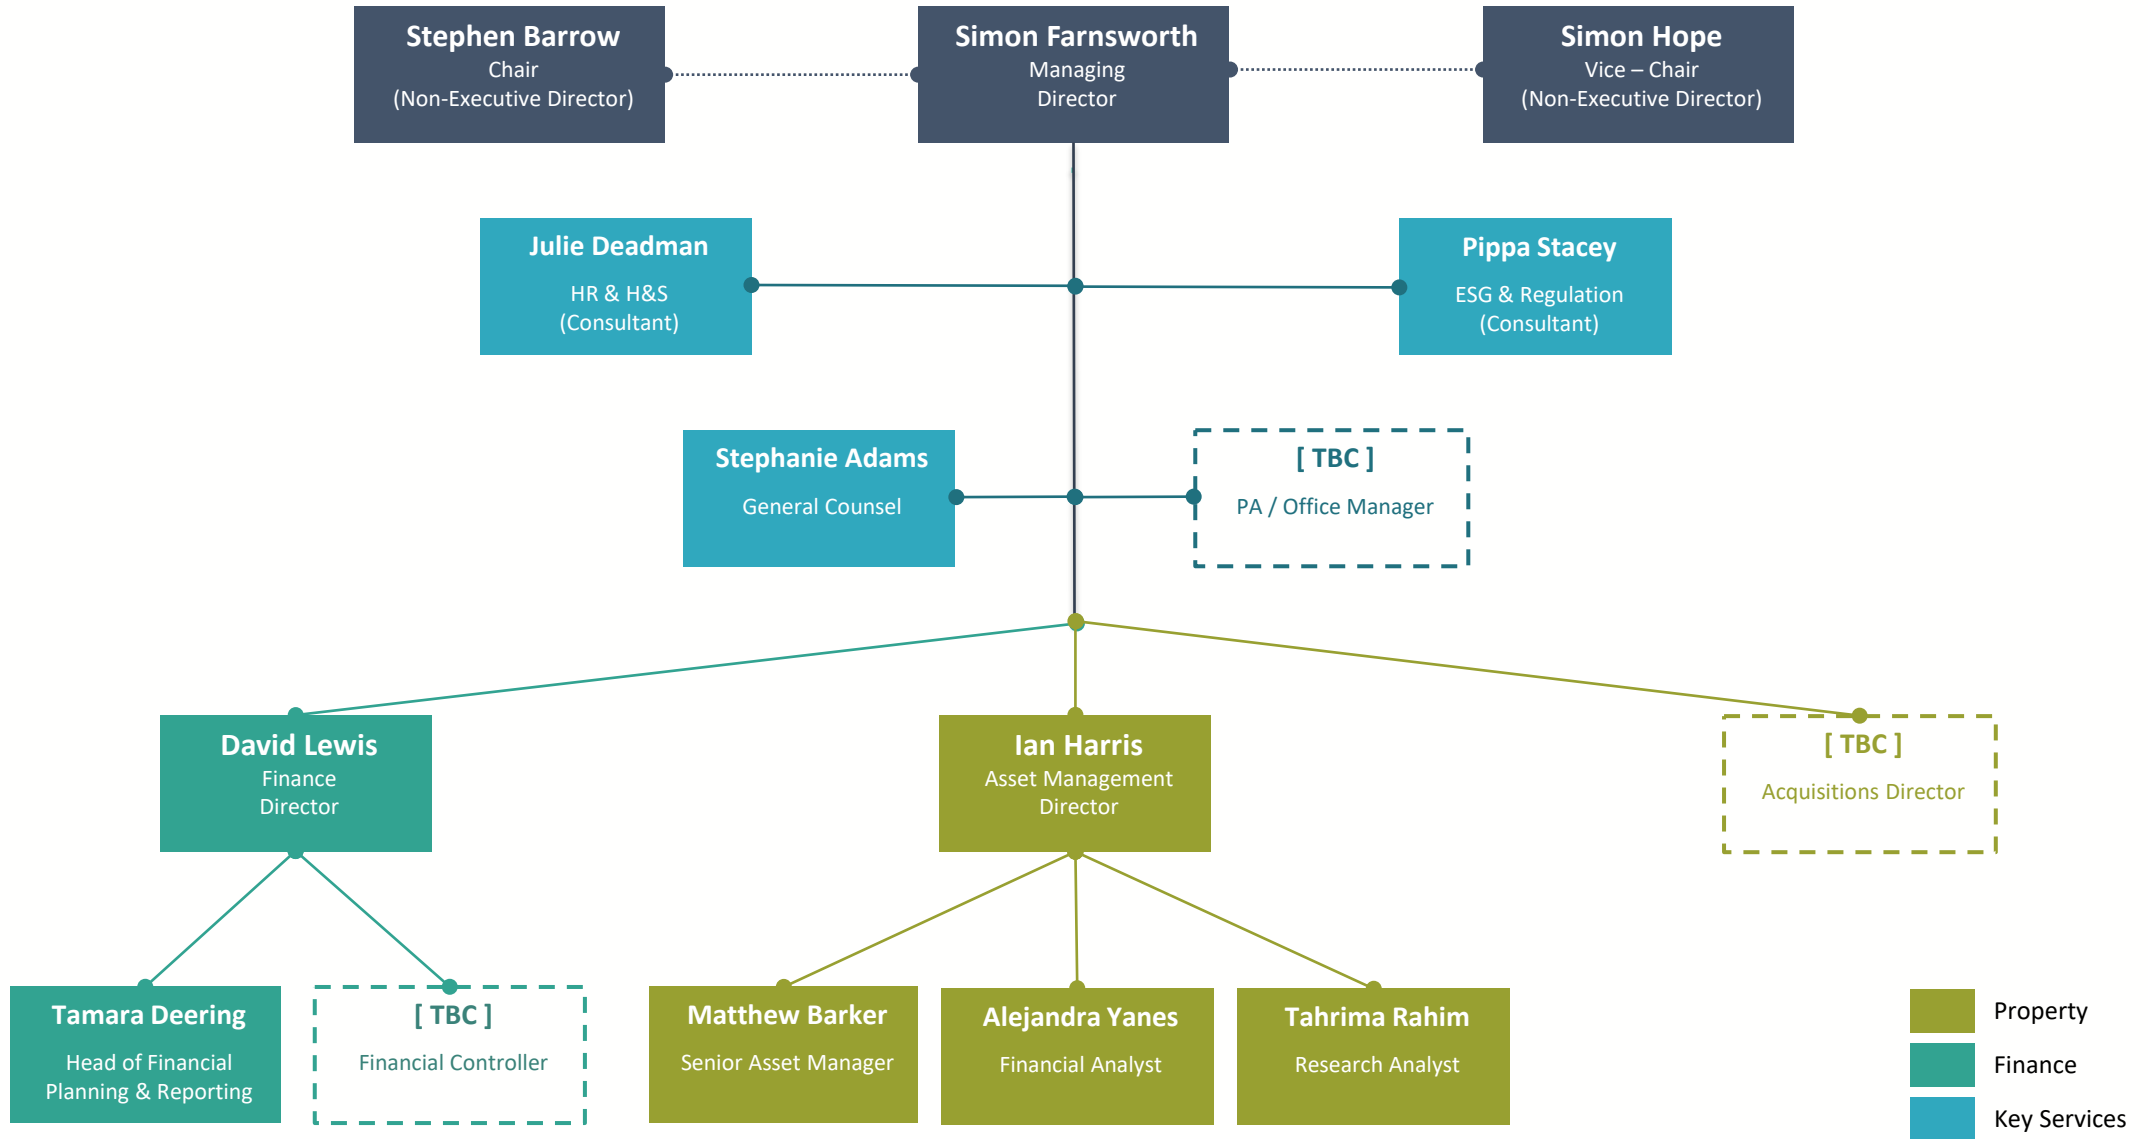 Stephen Barrow
Chair
(Non-Executive Director)
Simon Farnsworth
Managing
Director
Simon Hope
Vice – Chair
(Non-Executive Director)
Julie Deadman
HR & H&S
(Consultant)
Pippa Stacey
ESG & Regulation
(Consultant)
Stephanie Adams
General Counsel
[ TBC ]
PA / Office Manager
David Lewis
Finance
Director
Ian Harris
Asset Management
Director
[ TBC ]
Acquisitions Director
Tamara Deering
Head of Financial
Planning & Reporting
[ TBC ]
Financial Controller
Matthew Barker
Senior Asset Manager
Alejandra Yanes
Financial Analyst
Tahrima Rahim
Research Analyst
Property
Finance
Key Services